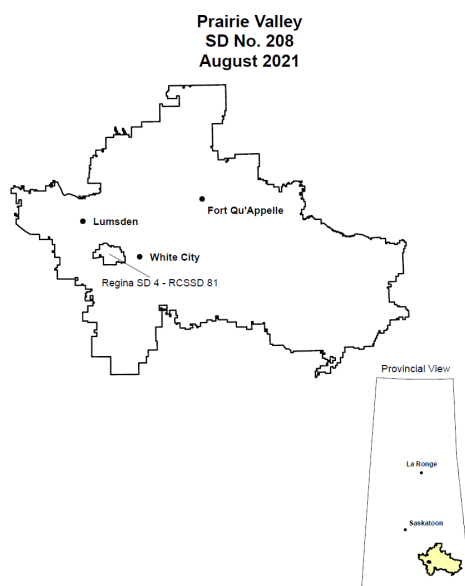 Prairie Valley
SD No. 208
August 2021
Fort Qu'Appelle
Lumsden
White City
Regina SD 4 - RCSSD 81
Provincial View
La Ronge
Saskatoon